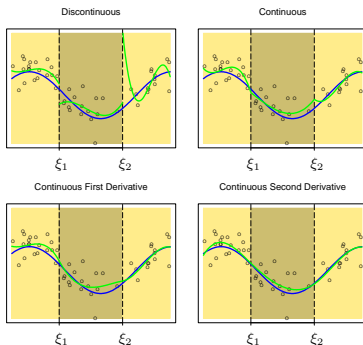 Discontinuous
Continuous
ξ1 ξ2
ξ1 ξ2
Continuous First Derivative
Continuous Second Derivative
ξ1 ξ2
ξ1 ξ2